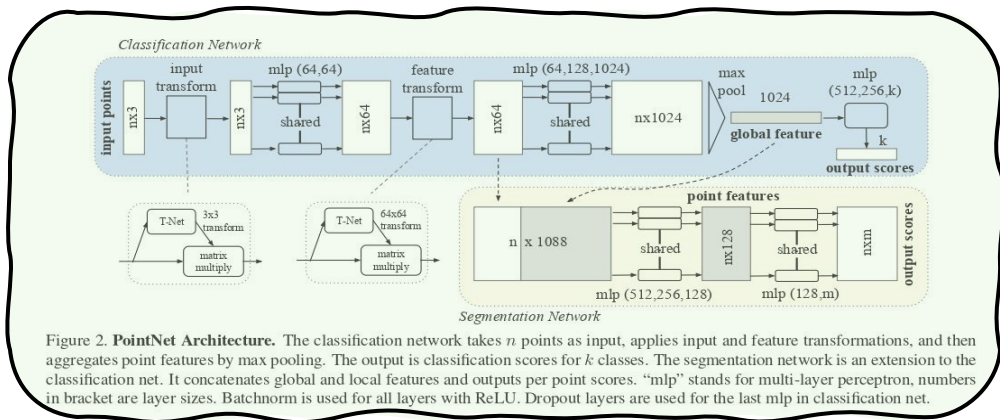 Classification Network
input transform
mlp (64,64)
feature transform
mlp (64,128,1024)
max pool
mlp (512,256,k)
input points
nx3
nx3
shared
nx64
nx64
shared
nx1024
1024
global feature
k
output scores
T-Net
3x3 transform
matrix multiply
T-Net
64x64 transform
matrix multiply
point features
n x 1088
shared
nx128
shared
nxm
output scores
mlp (512,256,128)
mlp (128,m)
Segmentation Network
Figure 2. PointNet Architecture. The classification network takes n points as input, applies input and feature transformations, and then
aggregates point features by max pooling. The output is classification scores for k classes. The segmentation network is an extension to the
classification net. It concatenates global and local features and outputs per point scores. “mlp” stands for multi-layer perceptron, numbers
in bracket are layer sizes. Batchnorm is used for all layers with ReLU. Dropout layers are used for the last mlp in classification net.